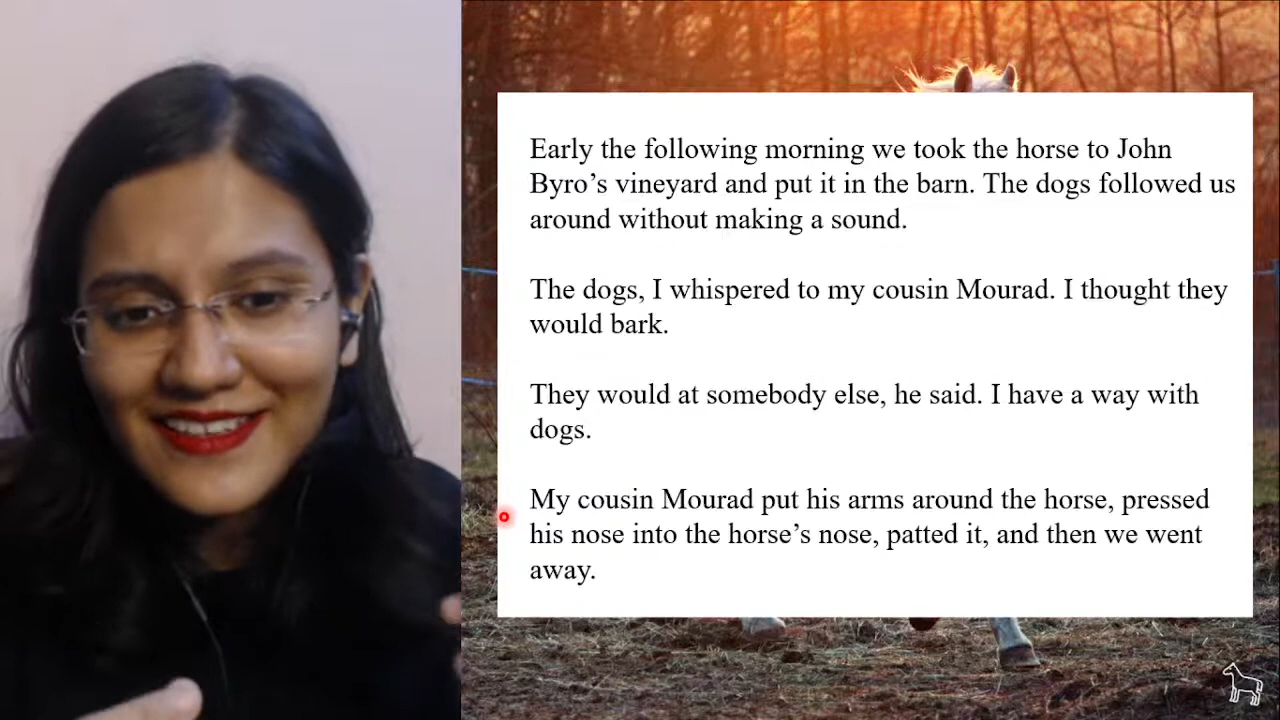 Early the following morning we took the horse to John
Byro’s vineyard and put it in the barn. The dogs followed us
around without making a sound.
The dogs, I whispered to my cousin Mourad. I thought they
would bark.
They would at somebody else, he said. I have a way with
dogs.
My cousin Mourad put his arms around the horse, pressed
his nose into the horse’s nose, patted it, and then we went
away.